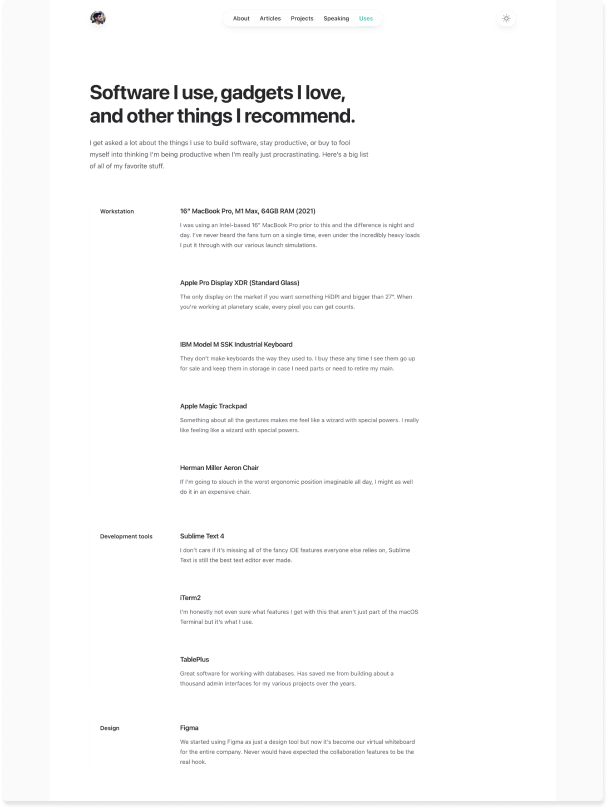 About Articles Projects Speaking Uses
Software I use, gadgets I love,
and other things I recommend.
I get asked a lot about the things I use to build software, stay productive, or buy to fool
myself into thinking I'm being productive when I'm really just procrastinating. Here's a big list
of all of my favorite stuff.
Workstation
16" MacBook Pro, M1 Max, 64GB RAM (2021)
I was using an Intel-based 16" MacBook Pro prior to this and the difference is night and
day. I've never heard the fans turn on a single time, even under the incredibly heavy loads
I put it through with our various launch simulations.
Apple Pro Display XDR (Standard Glass)
The only display on the market if you want something HiDPI and bigger than 27". When
you're working at planetary scale, every pixel you can get counts.
IBM Model M SSK Industrial Keyboard
They don't make keyboards the way they used to. I buy these any time I see them go up
for sale and keep them in storage in case I need parts or need to retire my main.
Apple Magic Trackpad
Something about all the gestures makes me feel like a wizard with special powers. I really
like feeling like a wizard with special powers.
Herman Miller Aeron Chair
If I'm going to slouch in the worst ergonomic position imaginable all day, I might as well
do it in an expensive chair.
Development tools
Sublime Text 4
I don't care if it's missing all of the fancy IDE features everyone else relies on, Sublime
Text is still the best text editor ever made.
iTerm2
I'm honestly not even sure what features I get with this that aren't just part of the macOS
Terminal but it's what I use.
TablePlus
Great software for working with databases. Has saved me from building about a
thousand admin interfaces for my various projects over the years.
Design
Figma
We started using Figma as just a design tool but now it's become our virtual whiteboard
for the entire company. Never would have expected the collaboration features to be the
real hook.